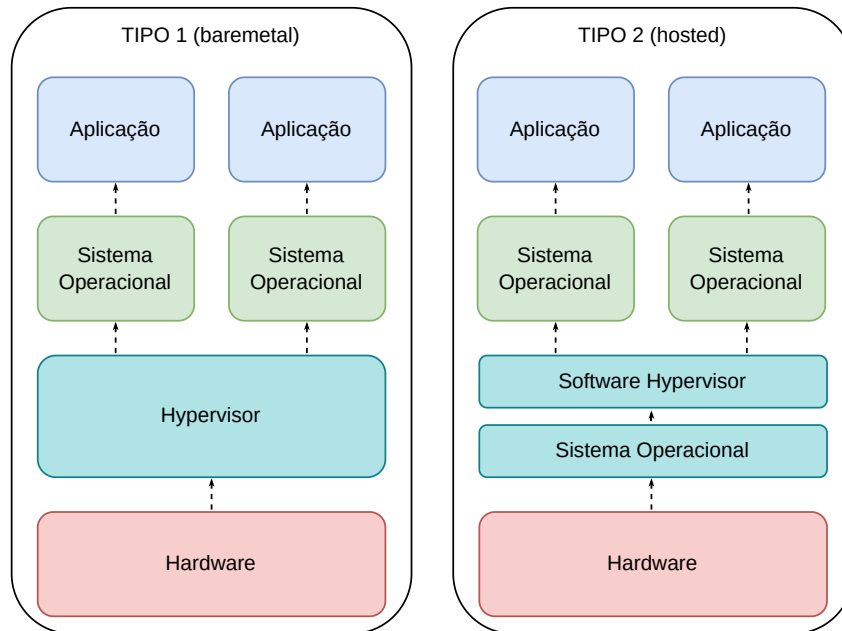 TIPO 1 (baremetal)
Aplicação
Aplicação
Sistema
Operacional
Sistema
Operacional
Hypervisor
Hardware
TIPO 2 (hosted)
Aplicação
Aplicação
Sistema
Operacional
Sistema
Operacional
Software Hypervisor
Sistema Operacional
Hardware